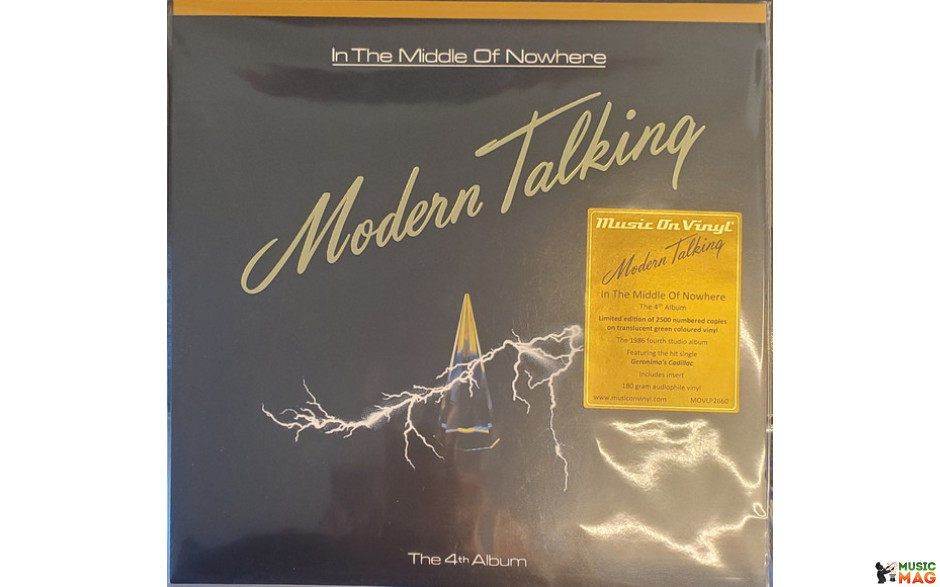 In The Middle Of Nowhere
Modern Talking
Music On Vinyl
Modern Talking
In The Middle Of Nowhere
The 4th Album
Limited edition of 2500 numbered copies
on translucent green coloured vinyl
The 1986 fourth studio album
Featuring the hit single
Geronimo's Cadillac
Includes insert
180 gram audiophile vinyl
www.musiconvinyl.com MOVLP2660
The 4th Album
MUSIC
MAG